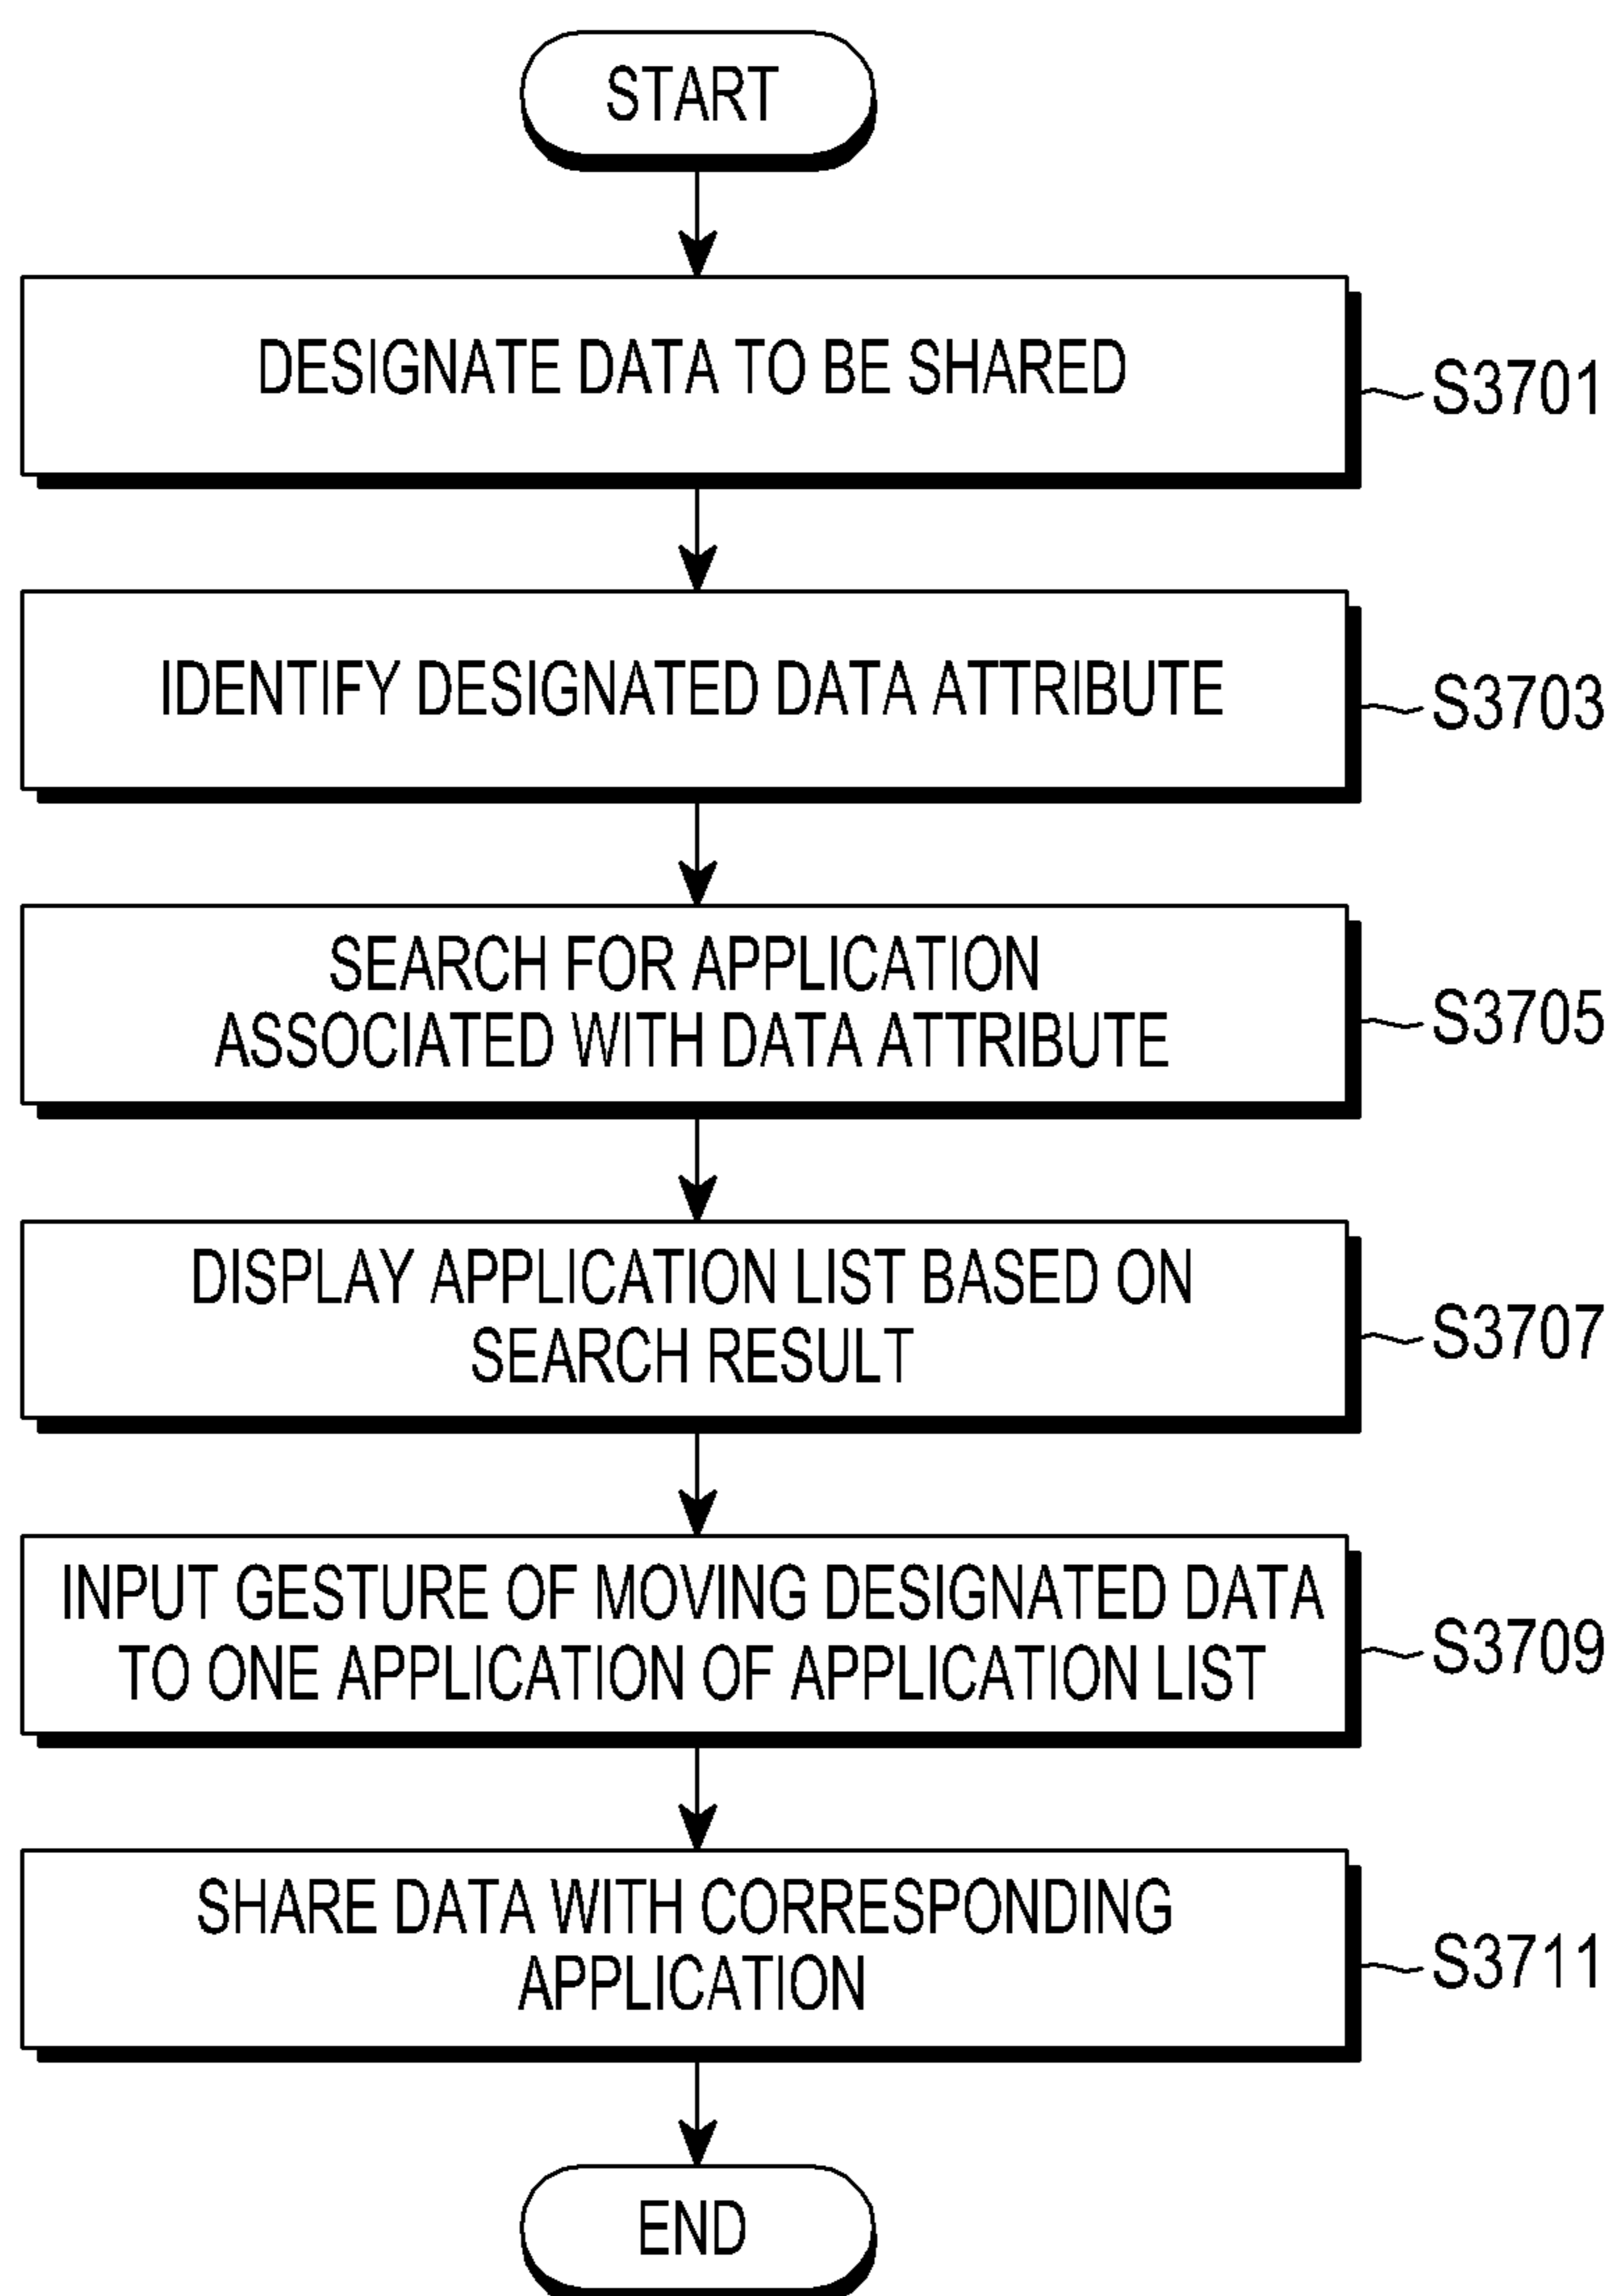 START
DESIGNATE DATA TO BE SHARED
S3701
IDENTIFY DESIGNATED DATA ATTRIBUTE
S3703
SEARCH FOR APPLICATION
ASSOCIATED WITH DATA ATTRIBUTE
S3705
DISPLAY APPLICATION LIST BASED ON
SEARCH RESULT
S3707
INPUT GESTURE OF MOVING DESIGNATED DATA
TO ONE APPLICATION OF APPLICATION LIST
S3709
SHARE DATA WITH CORRESPONDING
APPLICATION
S3711
END